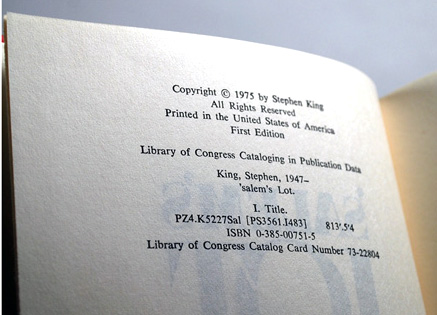 Copyright © 1975 by Stephen King
All Rights Reserved
Printed in the United States of America
First Edition
Library of Congress Cataloging in Publication Data
King, Stephen, 1947–
'salem's Lot.
I. Title.
PZ4.K5227Sal [PS3561.I483] 813'.5'4
ISBN 0-385-00751-5
Library of Congress Catalog Card Number 73-22804